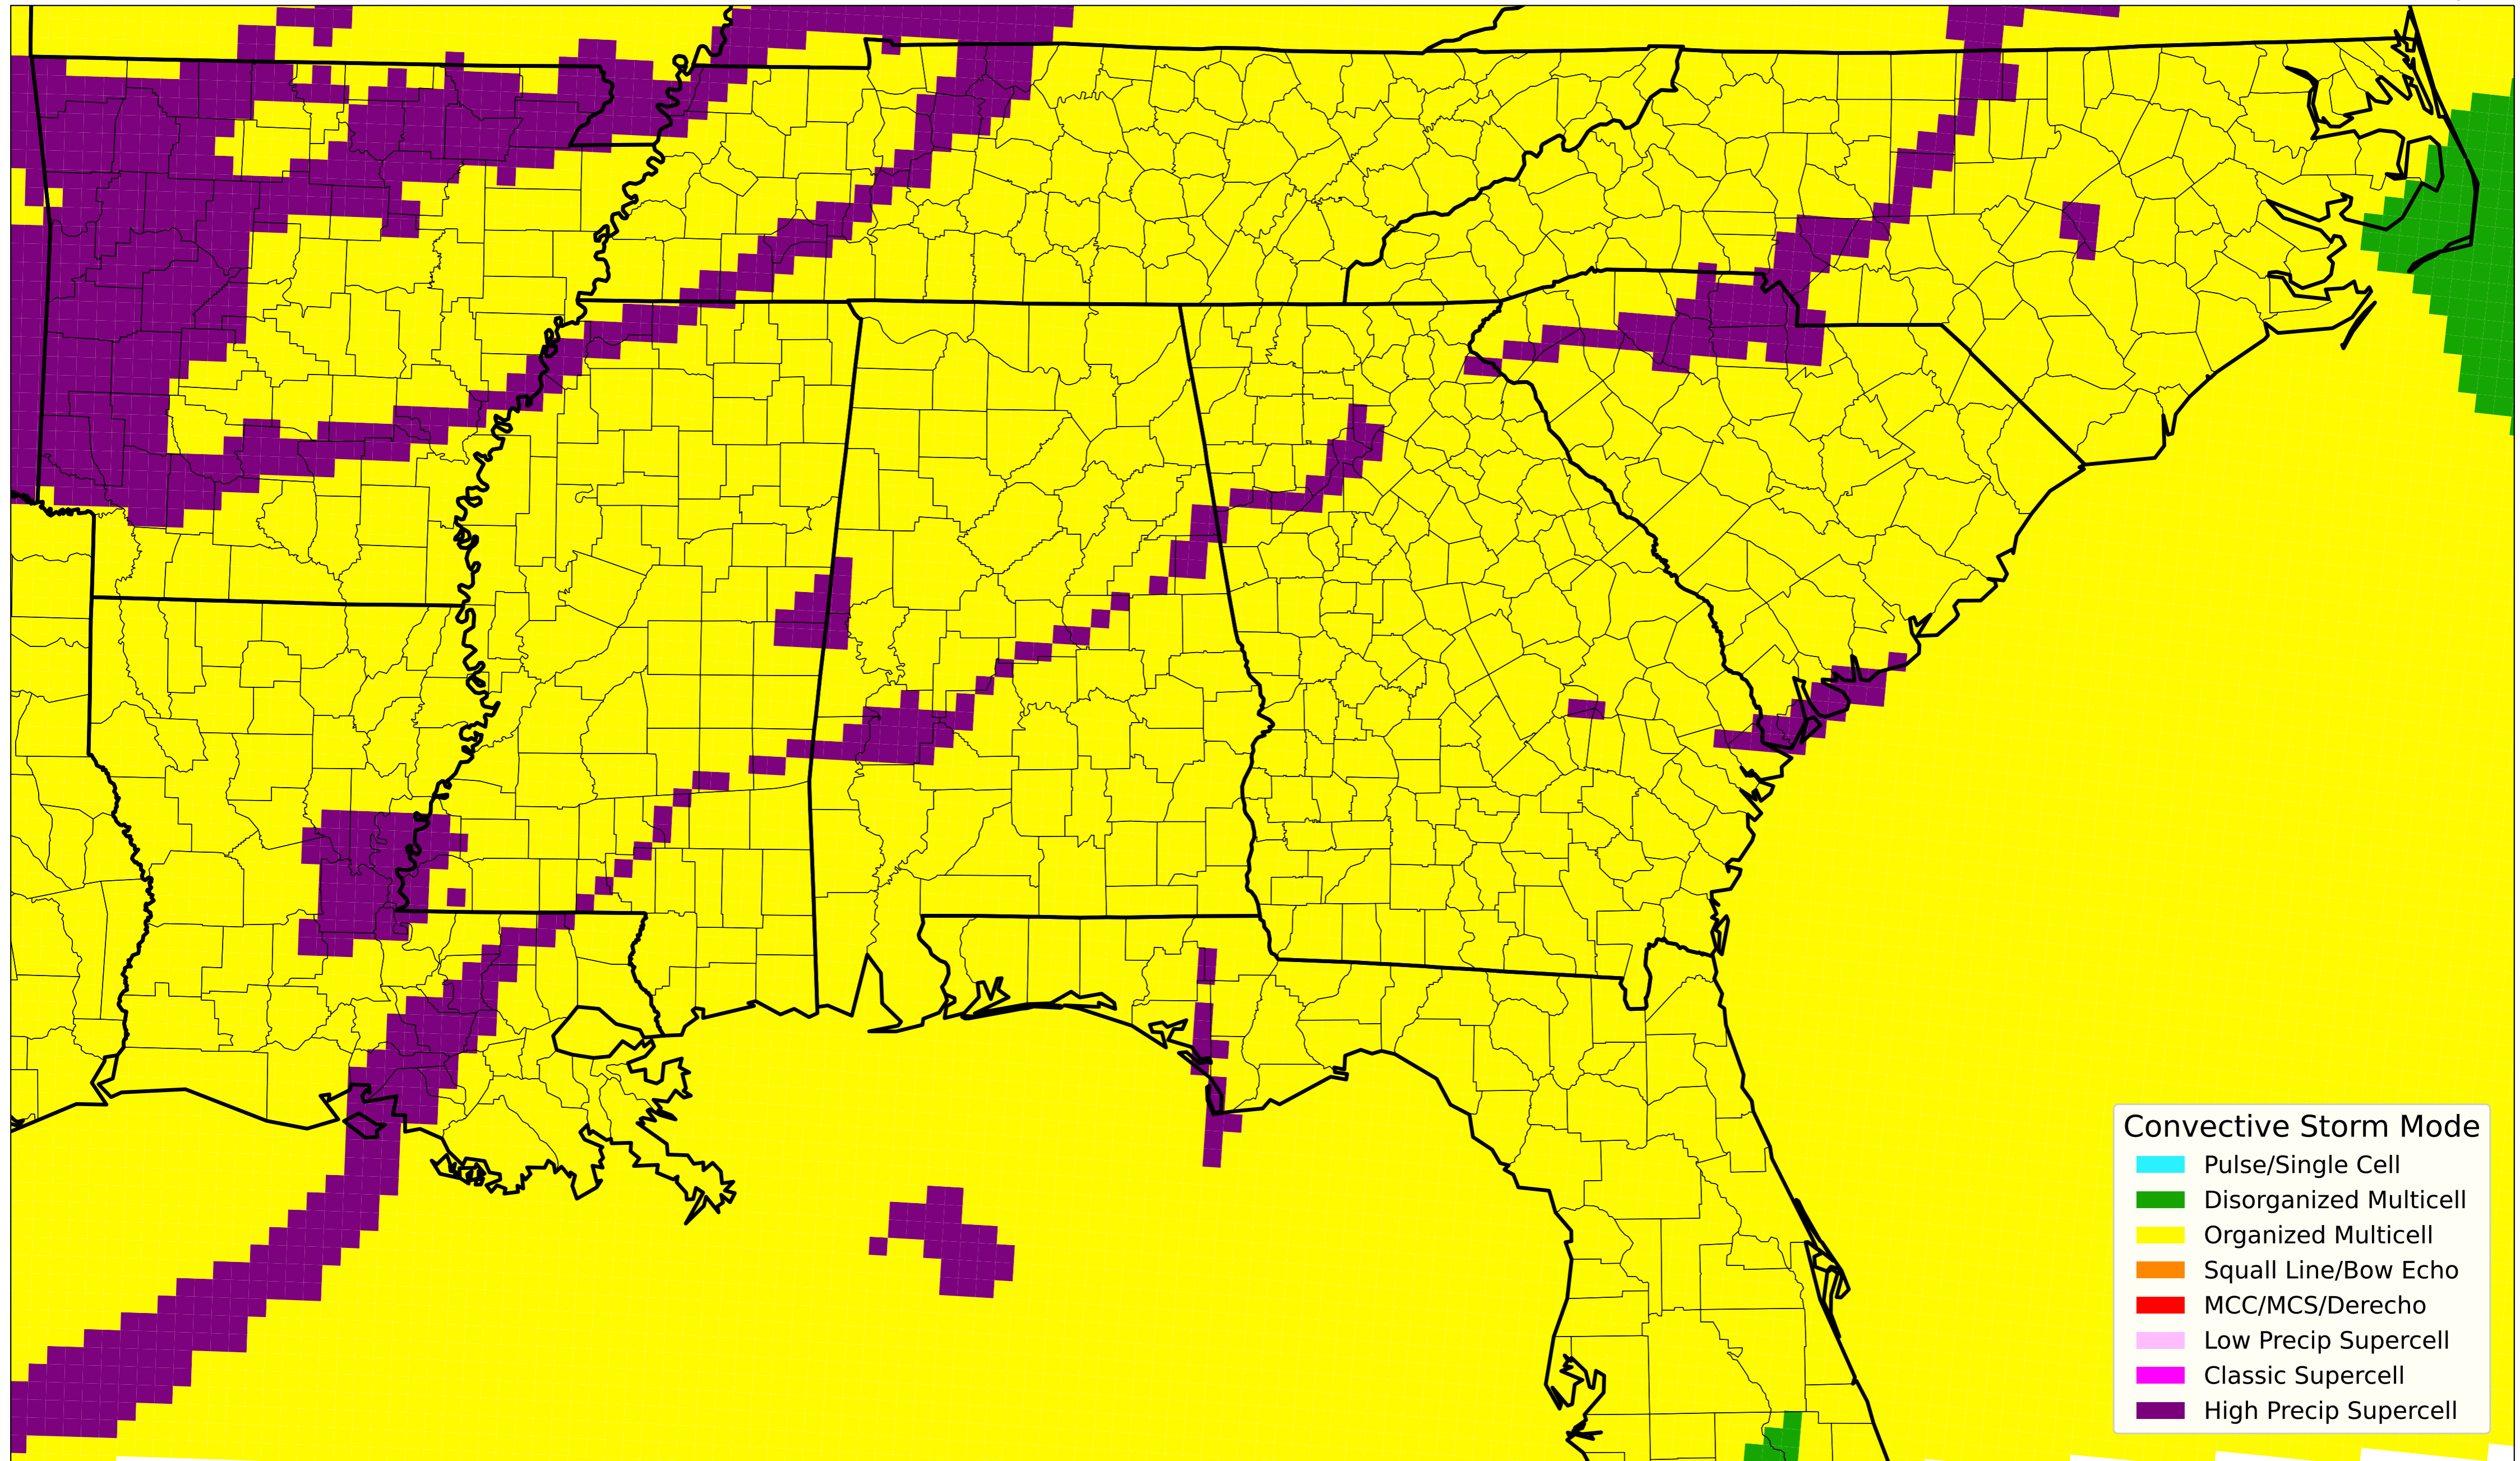 Convective Storm Mode
Pulse/Single Cell
Disorganized Multicell
Organized Multicell
Squall Line/Bow Echo
MCC/MCS/Derecho
Low Precip Supercell
Classic Supercell
High Precip Supercell